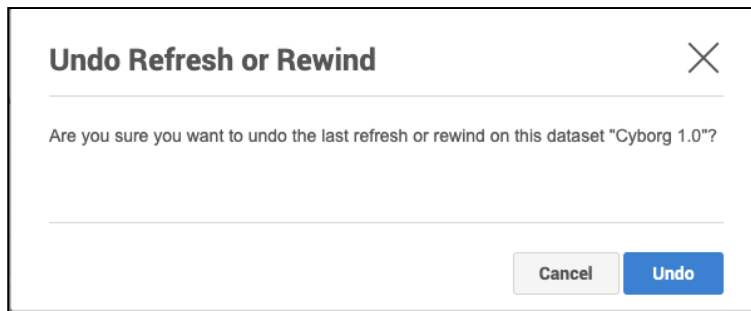 Undo Refresh or Rewind
Are you sure you want to undo the last refresh or rewind on this dataset "Cyborg 1.0"?
Cancel
Undo